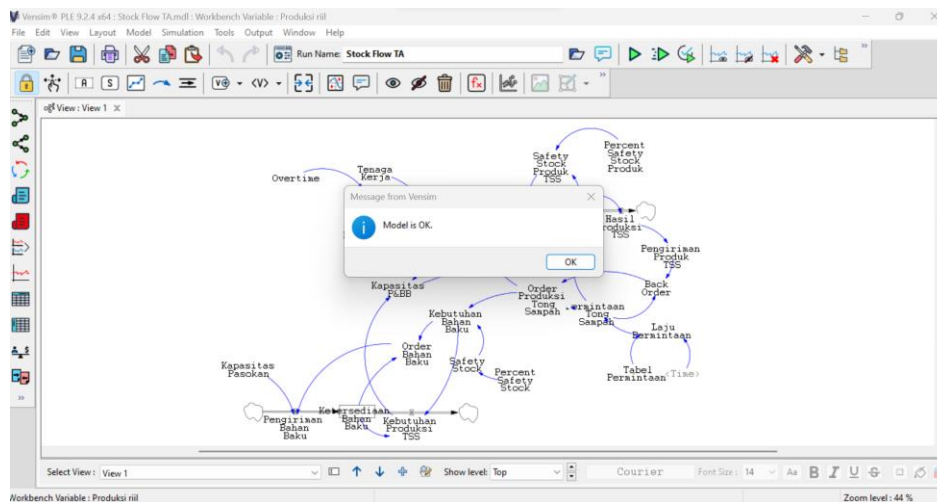 Vensim® PLE 9.2.4 x64 : Stock Flow TA.mdl : Workbench Variable : Produksi riil
File Edit View Layout Model Simulation Tools Output Window Help
Run Name: Stock Flow TA
View : View 1
Overtime
Tenaga
Kerja
Safety
Stock
Produk
TSS
Percent
Safety
Stock
Produk
Message from Vensim
Model is OK.
OK
Hasil
TSS
Pengiriman
Produk
TSS
Back
Order
Kapasitas
P&BB
Order
Produksi
Tong
Sampah
Tong
Sampah
Laju
Permintaan
Kebutuhan
Bahan
Baku
Order
Bahan
Baku
Safety
Stock
Percent
Safety
Stock
Tabel
Permintaan
<Time>
Kapasitas
Pasokan
Pengiriman
Bahan
Baku
Ketersediaan
Bahan
Baku
Kebutuhan
Produksi
TSS
Select View: View 1
Show level: Top
Courier
Font Size: 14
Aa B I U S
Workbench Variable : Produksi riil
Zoom level: 44 %